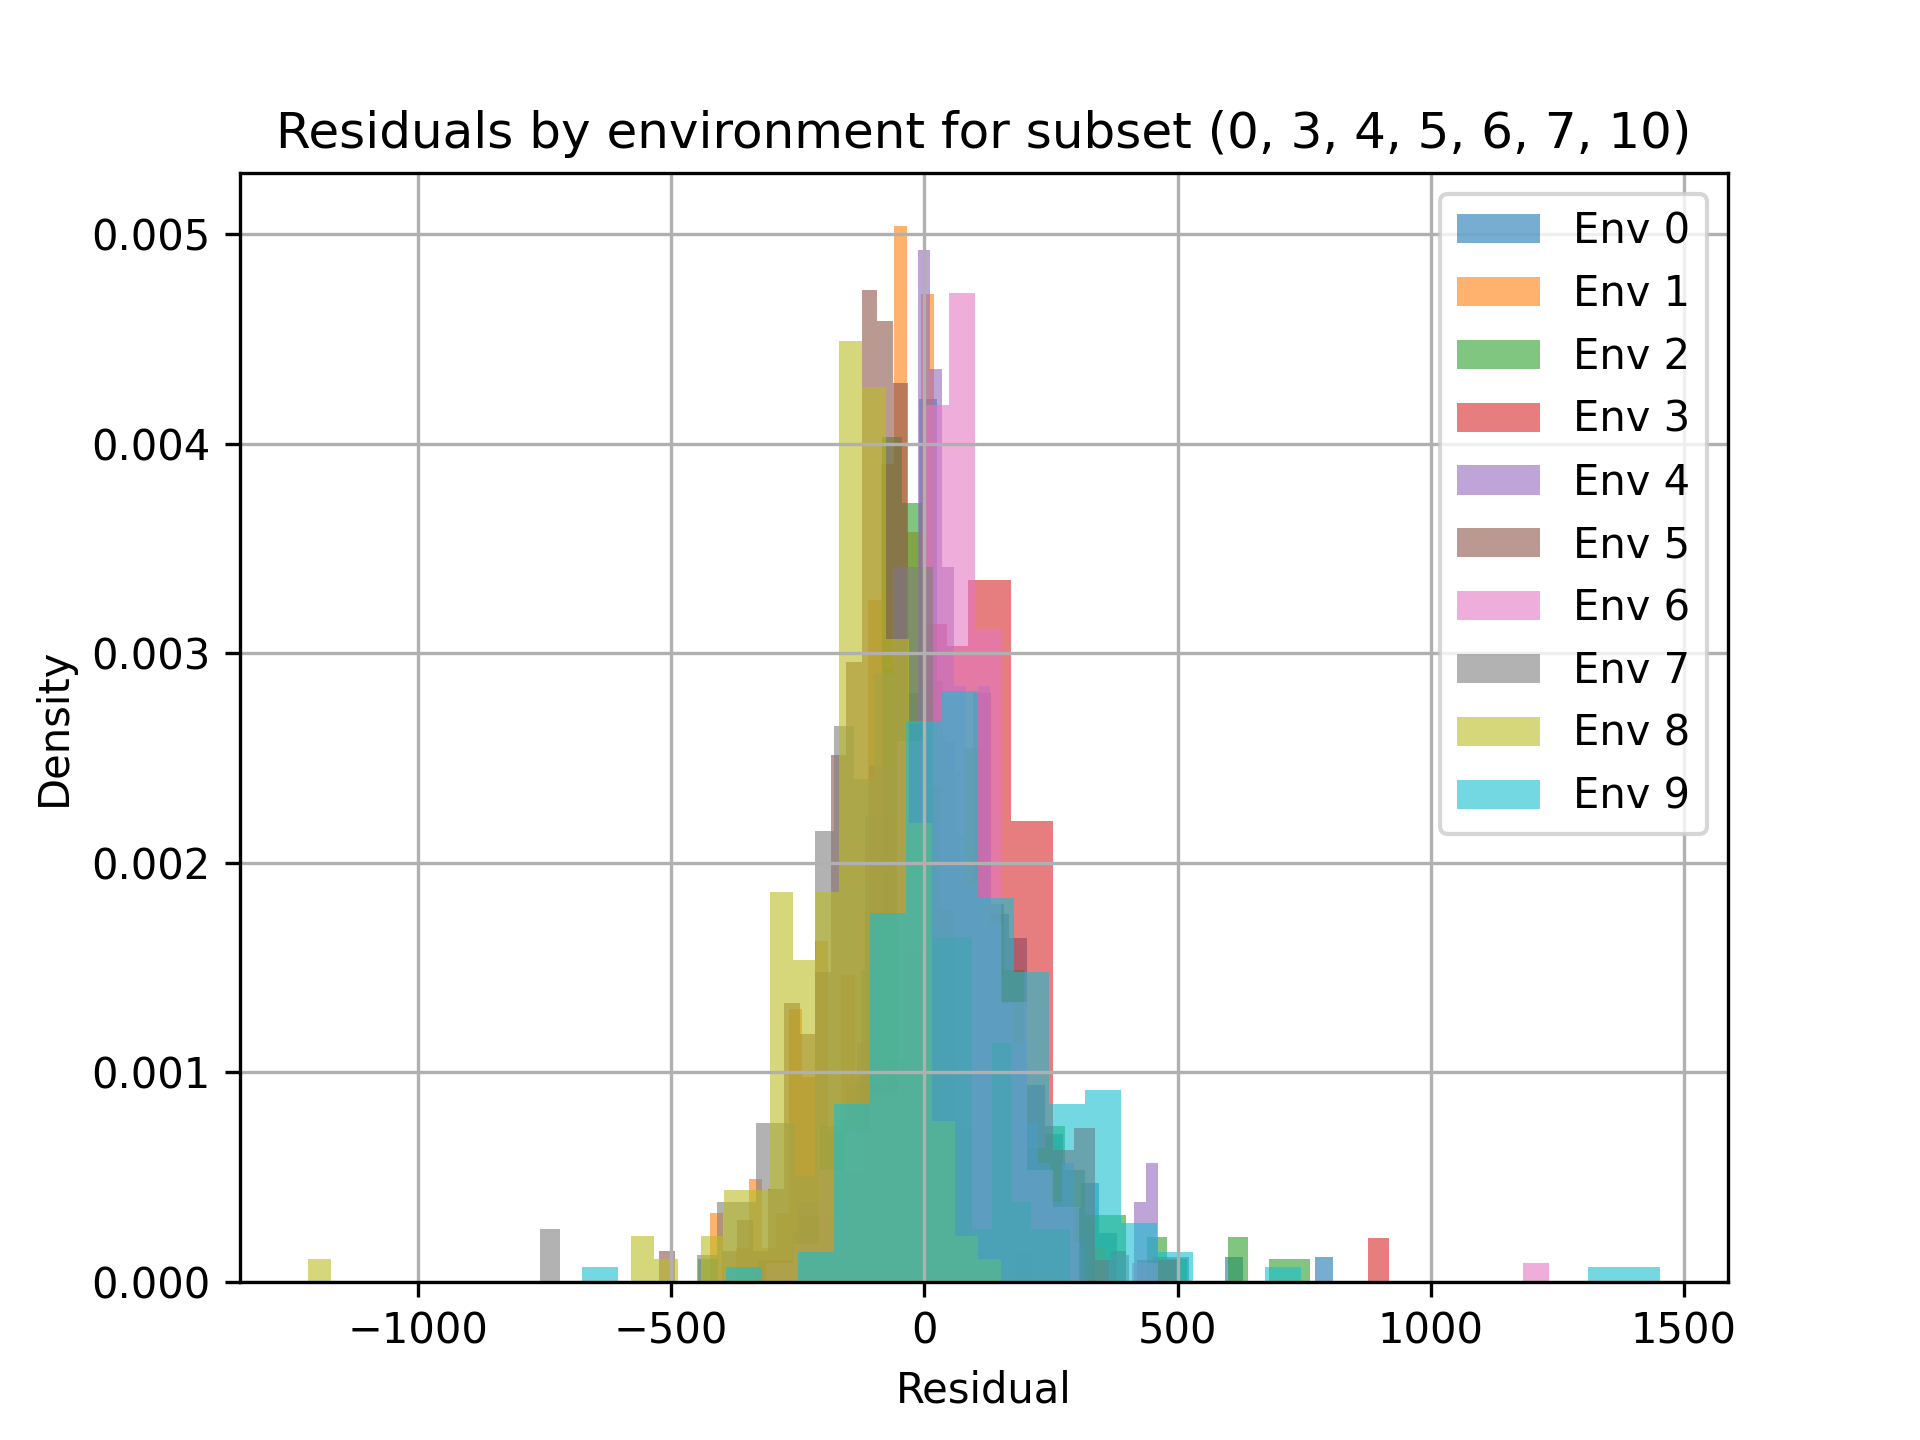 Residuals by environment for subset (0, 3, 4, 5, 6, 7, 10)
0.005
0.004
0.003
0.002
0.001
0.000
Density
Env 0
Env 1
Env 2
Env 3
Env 4
Env 5
Env 6
Env 7
Env 8
Env 9
−1000
−500
0
500
1000
1500
Residual